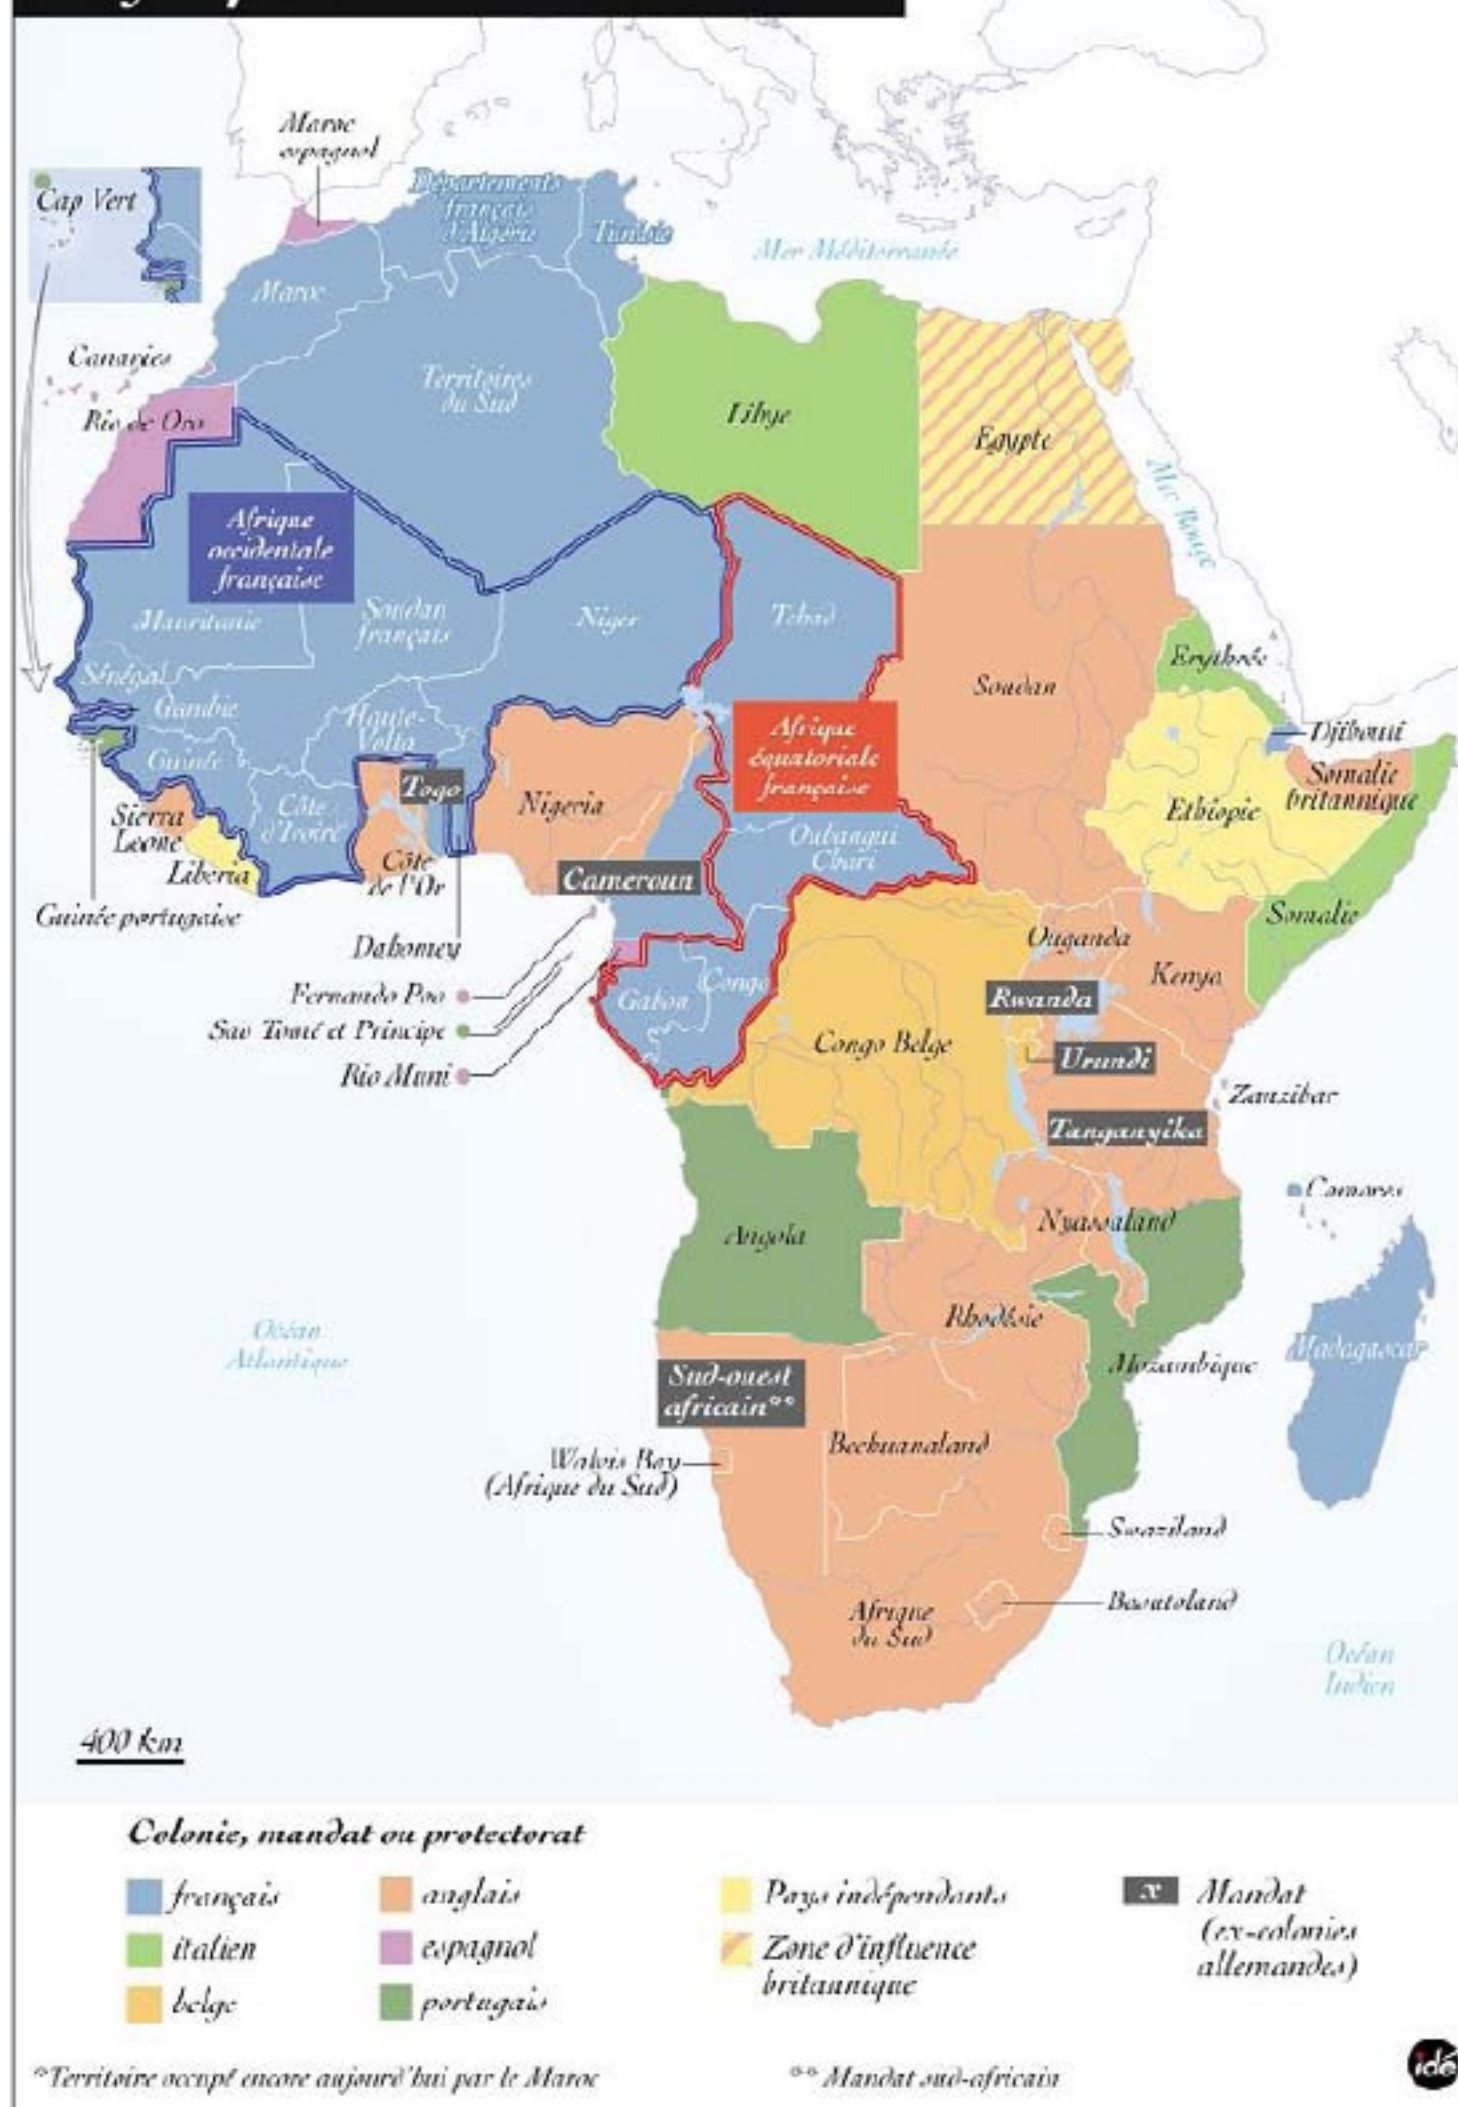 Maroc
espagnol
Cap Vert
Départements
français
d'Algérie
Tunisie
Mer Méditerranée
Maroc
Canaries
Rio de Oro
Territoires
du Sud
Libye
Egypte
Mer Rouge
Afrique
occidentale
française
Mauritanie
Soudan
français
Niger
Tchad
Soudan
Erythrée
Sénégal
Gambie
Haute-
Volta
Guinée
Djibouti
Somalie
britannique
Afrique
équatoriale
française
Togo
Nigeria
Ethiopie
Sierra
Leone
Côte
d'Ivoire
Oubangui
Chari
Liberia
Côte
de l'Or
Cameroun
Guinée portugaise
Dahomey
Somalie
Ouganda
Kenya
Fernando Poo
Gabon
Congo
Rwanda
Sao Tomé et Principe
Congo Belge
Rio Muni
Urundi
Zanzibar
Tanganyika
Comores
Angola
Nyassaland
Rhodésie
Océan
Atlantique
Madagascar
Mozambique
Sud-ouest
africain**
Bechuanaland
Walvis Bay
(Afrique du Sud)
Swaziland
Afrique
du Sud
Basutoland
Océan
Indien
400 km
Colonie, mandat ou protectorat
français
anglais
Pays indépendants
x
Mandat
(ex-colonies
allemandes)
italien
espagnol
Zone d'influence
britannique
belge
portugais
*Territoire occupé encore aujourd'hui par le Maroc
** Mandat sud-africain
idé